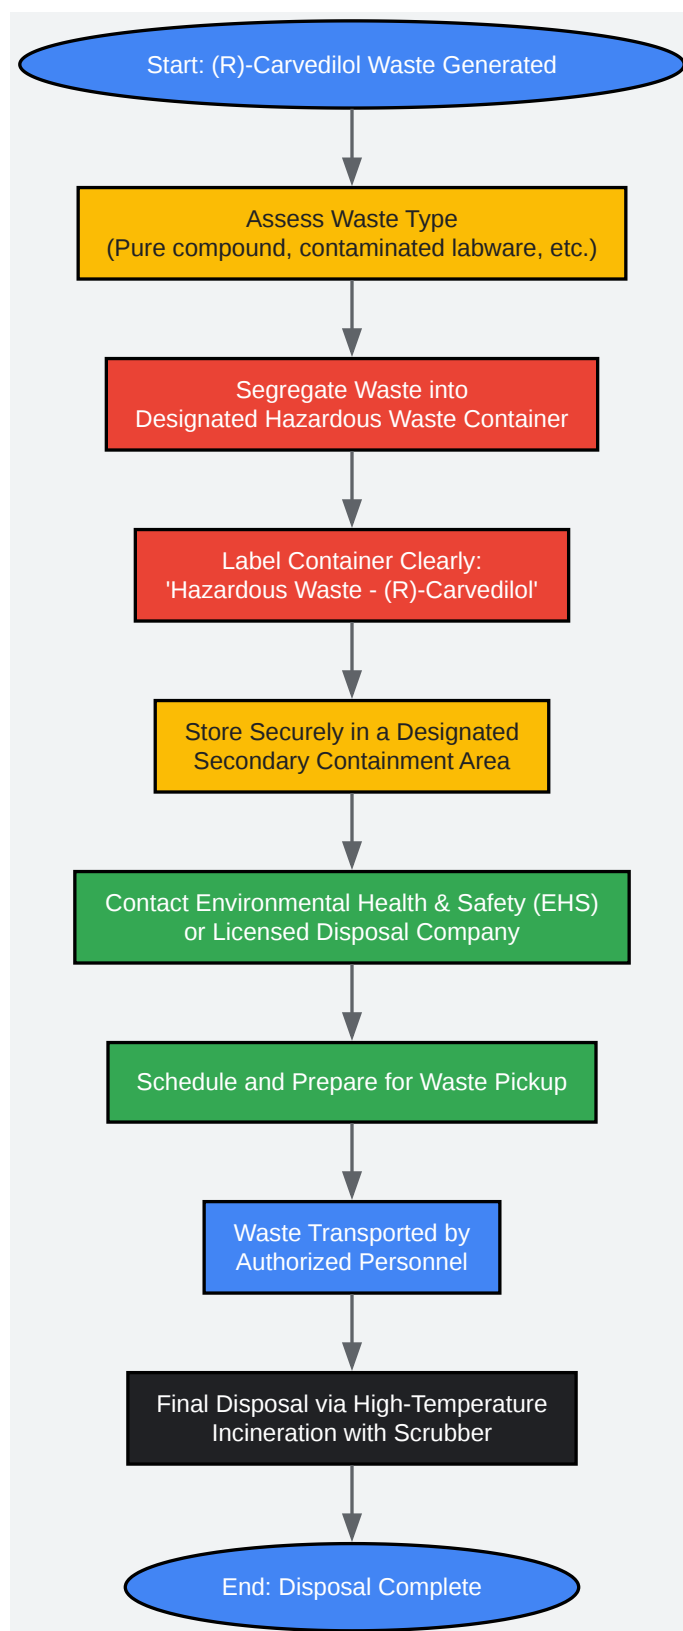 Start: (R)-Carvedilol Waste Generated
Assess Waste Type
(Pure compound, contaminated labware, etc.)
Segregate Waste into
Designated Hazardous Waste Container
Label Container Clearly:
'Hazardous Waste - (R)-Carvedilol'
Store Securely in a Designated
Secondary Containment Area
Contact Environmental Health & Safety (EHS)
or Licensed Disposal Company
Schedule and Prepare for Waste Pickup
Waste Transported by
Authorized Personnel
Final Disposal via High-Temperature
Incineration with Scrubber
End: Disposal Complete